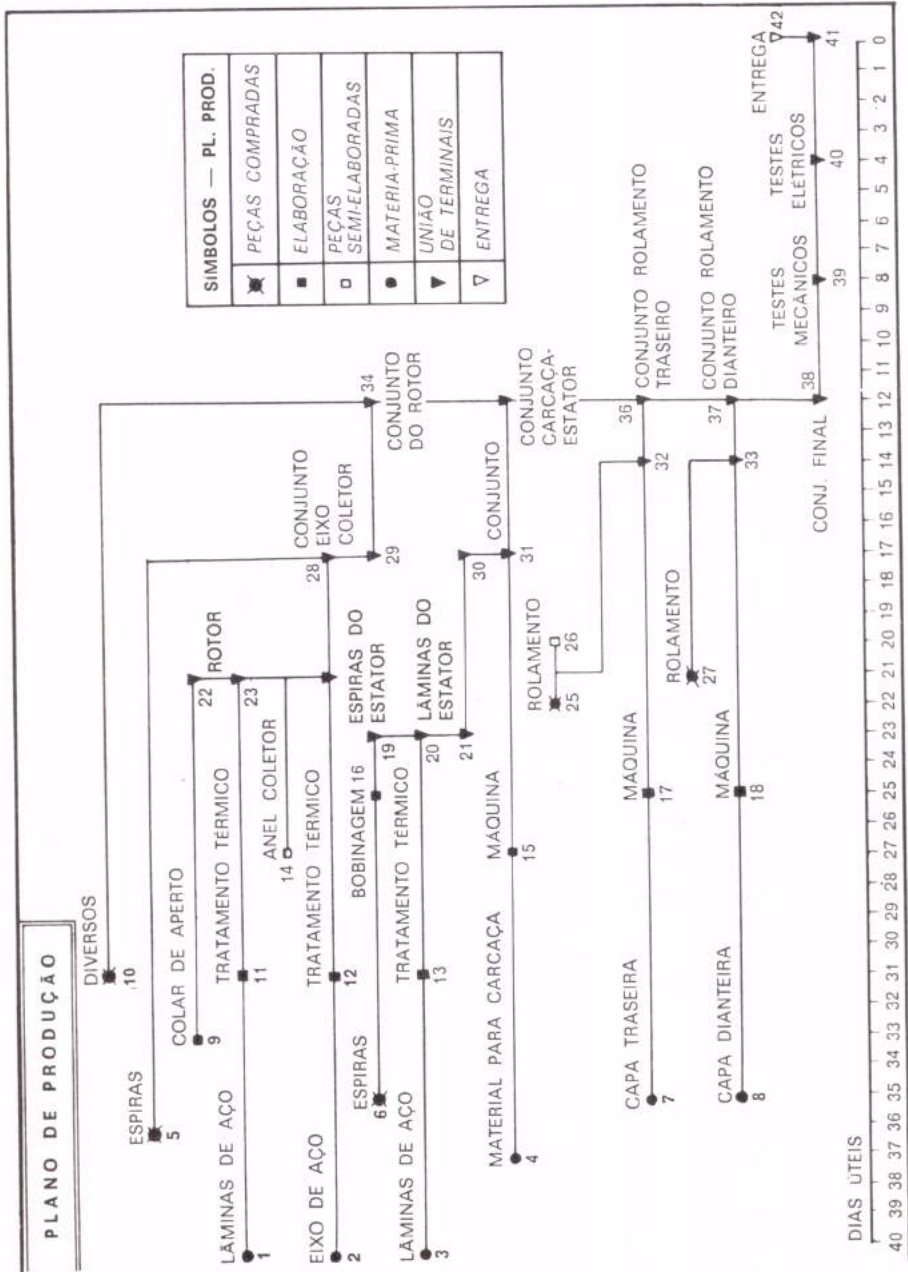 PLANO DE PRODUÇÃO
SIMBOLOS — PL. PROD.
PEÇAS COMPRADAS
ELABORAÇÃO
PEÇAS
SEMI-ELABORADAS
MATÉRIA-PRIMA
UNIÃO
DE TERMINAIS
ENTREGA
DIVERSOS
10
34
ESPIRAS
5
COLAR DE APERTO
9
22
ROTOR
CONJUNTO
EIXO
COLETOR
28
29
CONJUNTO
DO ROTOR
LÂMINAS DE AÇO
1
TRATAMENTO TÉRMICO
11
23
14
ANEL COLETOR
EIXO DE AÇO
2
TRATAMENTO TÉRMICO
12
ESPIRAS
6
BOBINAGEM 16
19
ESPIRAS DO
ESTATOR
LÂMINAS DE AÇO
3
TRATAMENTO TÉRMICO
13
20
LÂMINAS DO
ESTATOR
21
30
CONJUNTO
31
CONJUNTO
CARCAÇA-
ESTATOR
MATERIAL PARA CARCAÇA
4
MAQUINA
15
ROLAMENTO
25
26
32
36
CONJUNTO ROLAMENTO
TRASEIRO
CAPA TRASEIRA
7
MAQUINA
17
ROLAMENTO
27
33
37
CONJUNTO ROLAMENTO
DIANTEIRO
CAPA DIANTEIRA
8
MAQUINA
18
CONJ. FINAL
38
TESTES
MECÂNICOS
39
TESTES
ELÉTRICOS
40
ENTREGA
42
41
DIAS ÚTEIS
40 39 38 37 36 35 34 33 32 31 30 29 28 27 26 25 24 23 22 21 20 19 18 17 16 15 14 13 12 11 10 9 8 7 6 5 4 3 2 1 0